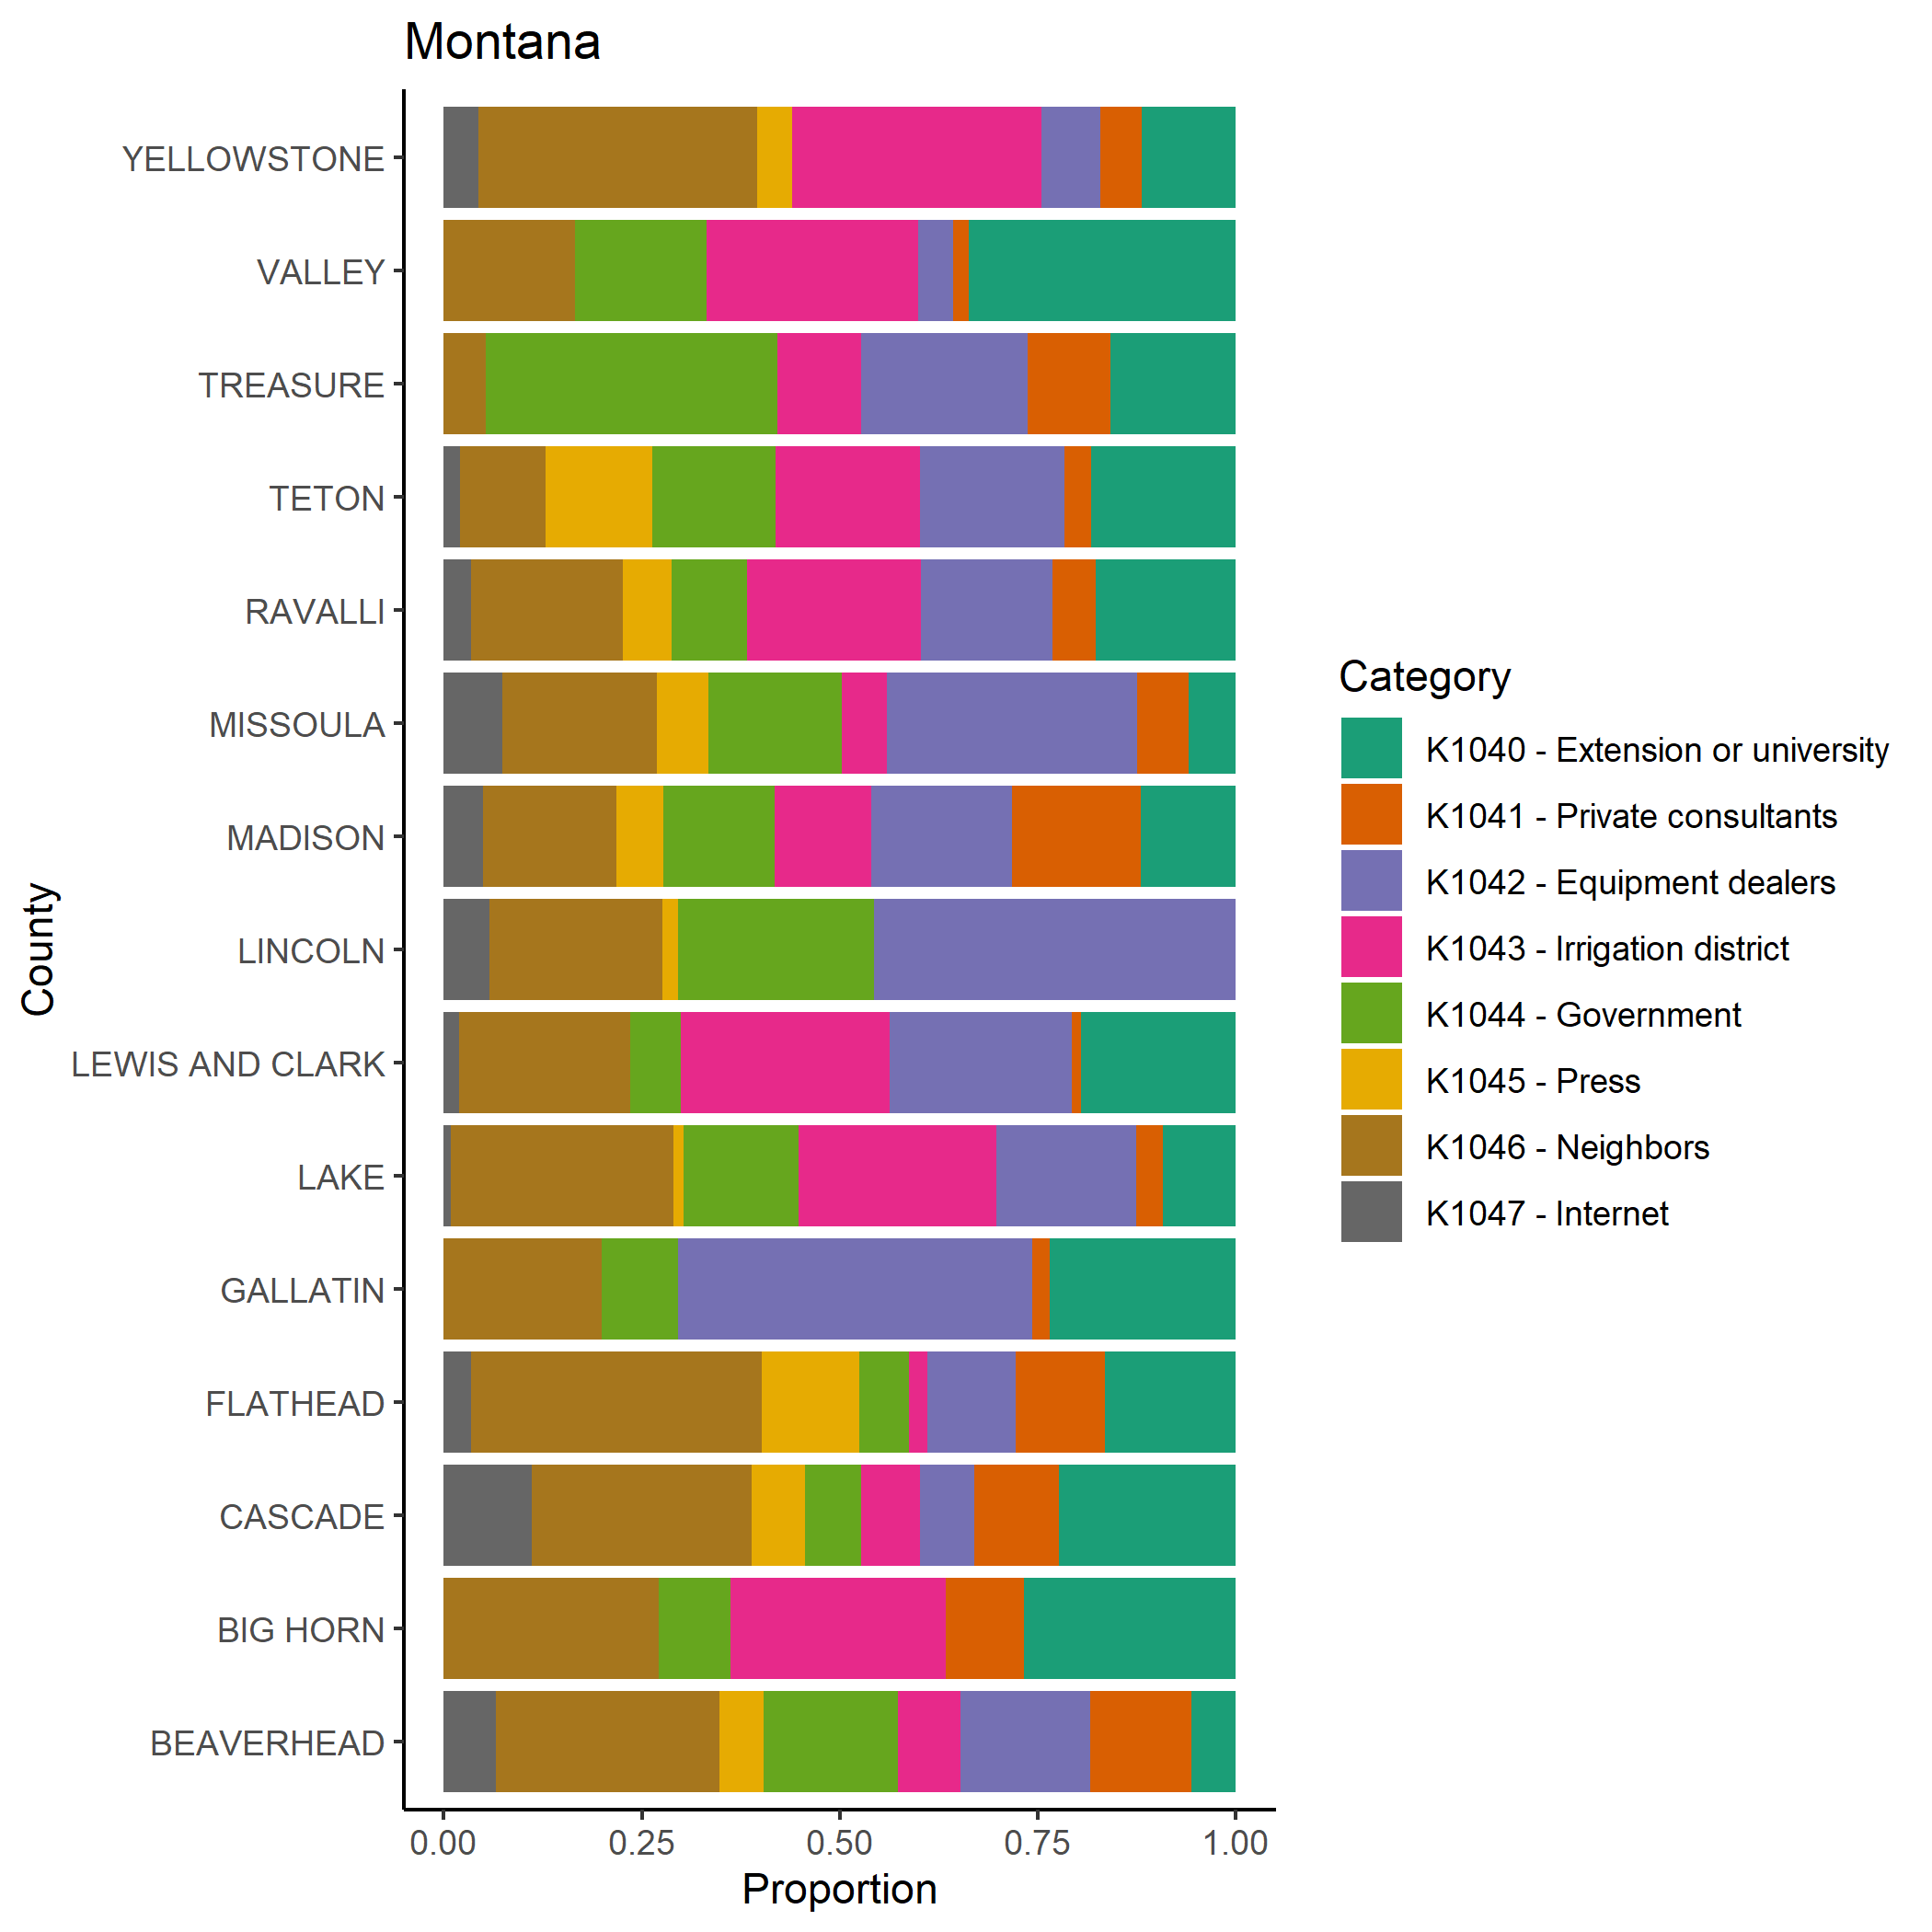 Montana
YELLOWSTONE
VALLEY
TREASURE
TETON
RAVALLI
MISSOULA
MADISON
LINCOLN
LEWIS AND CLARK
LAKE
GALLATIN
FLATHEAD
CASCADE
BIG HORN
BEAVERHEAD
County
0.00 0.25 0.50 0.75 1.00
Proportion
Category
K1040 - Extension or university
K1041 - Private consultants
K1042 - Equipment dealers
K1043 - Irrigation district
K1044 - Government
K1045 - Press
K1046 - Neighbors
K1047 - Internet